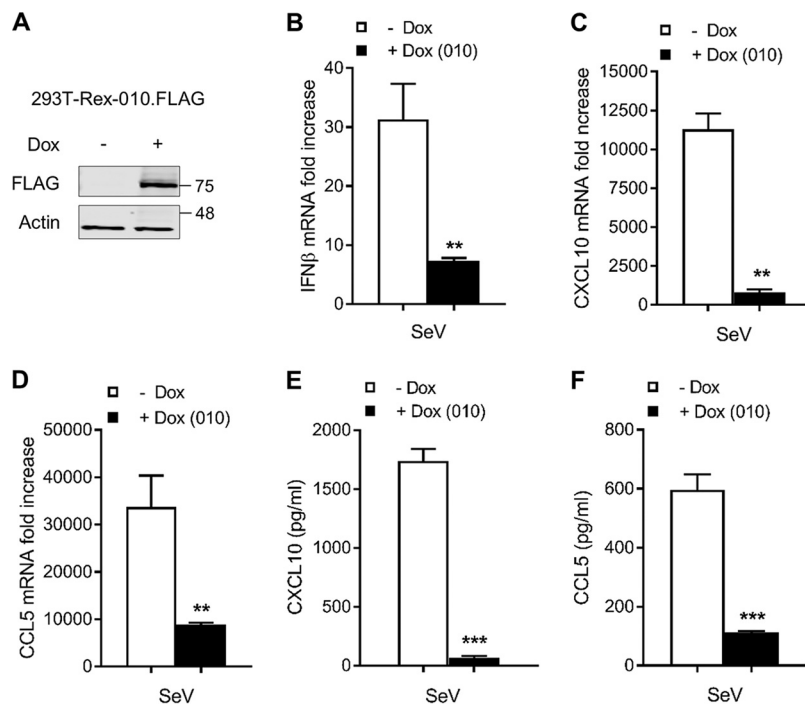 A
293T-Rex-010.FLAG
Dox - +
FLAG
75
Actin
48
B
- Dox
+ Dox (010)
IFNβ mRNA fold increase
40
30
20
10
0
**
SeV
C
- Dox
+ Dox (010)
CXCL10 mRNA fold ncrease
15000
12500
10000
7500
5000
2500
0
**
SeV
D
- Dox
+ Dox (010)
CCL5 mRNA fold increase
50000
40000
30000
20000
10000
0
**
SeV
E
- Dox
+ Dox (010)
CXCL10 (pg/ml)
2000
1500
1000
500
0
***
SeV
F
- Dox
+ Dox (010)
CCL5 (pg/ml)
800
600
400
200
0
***
SeV